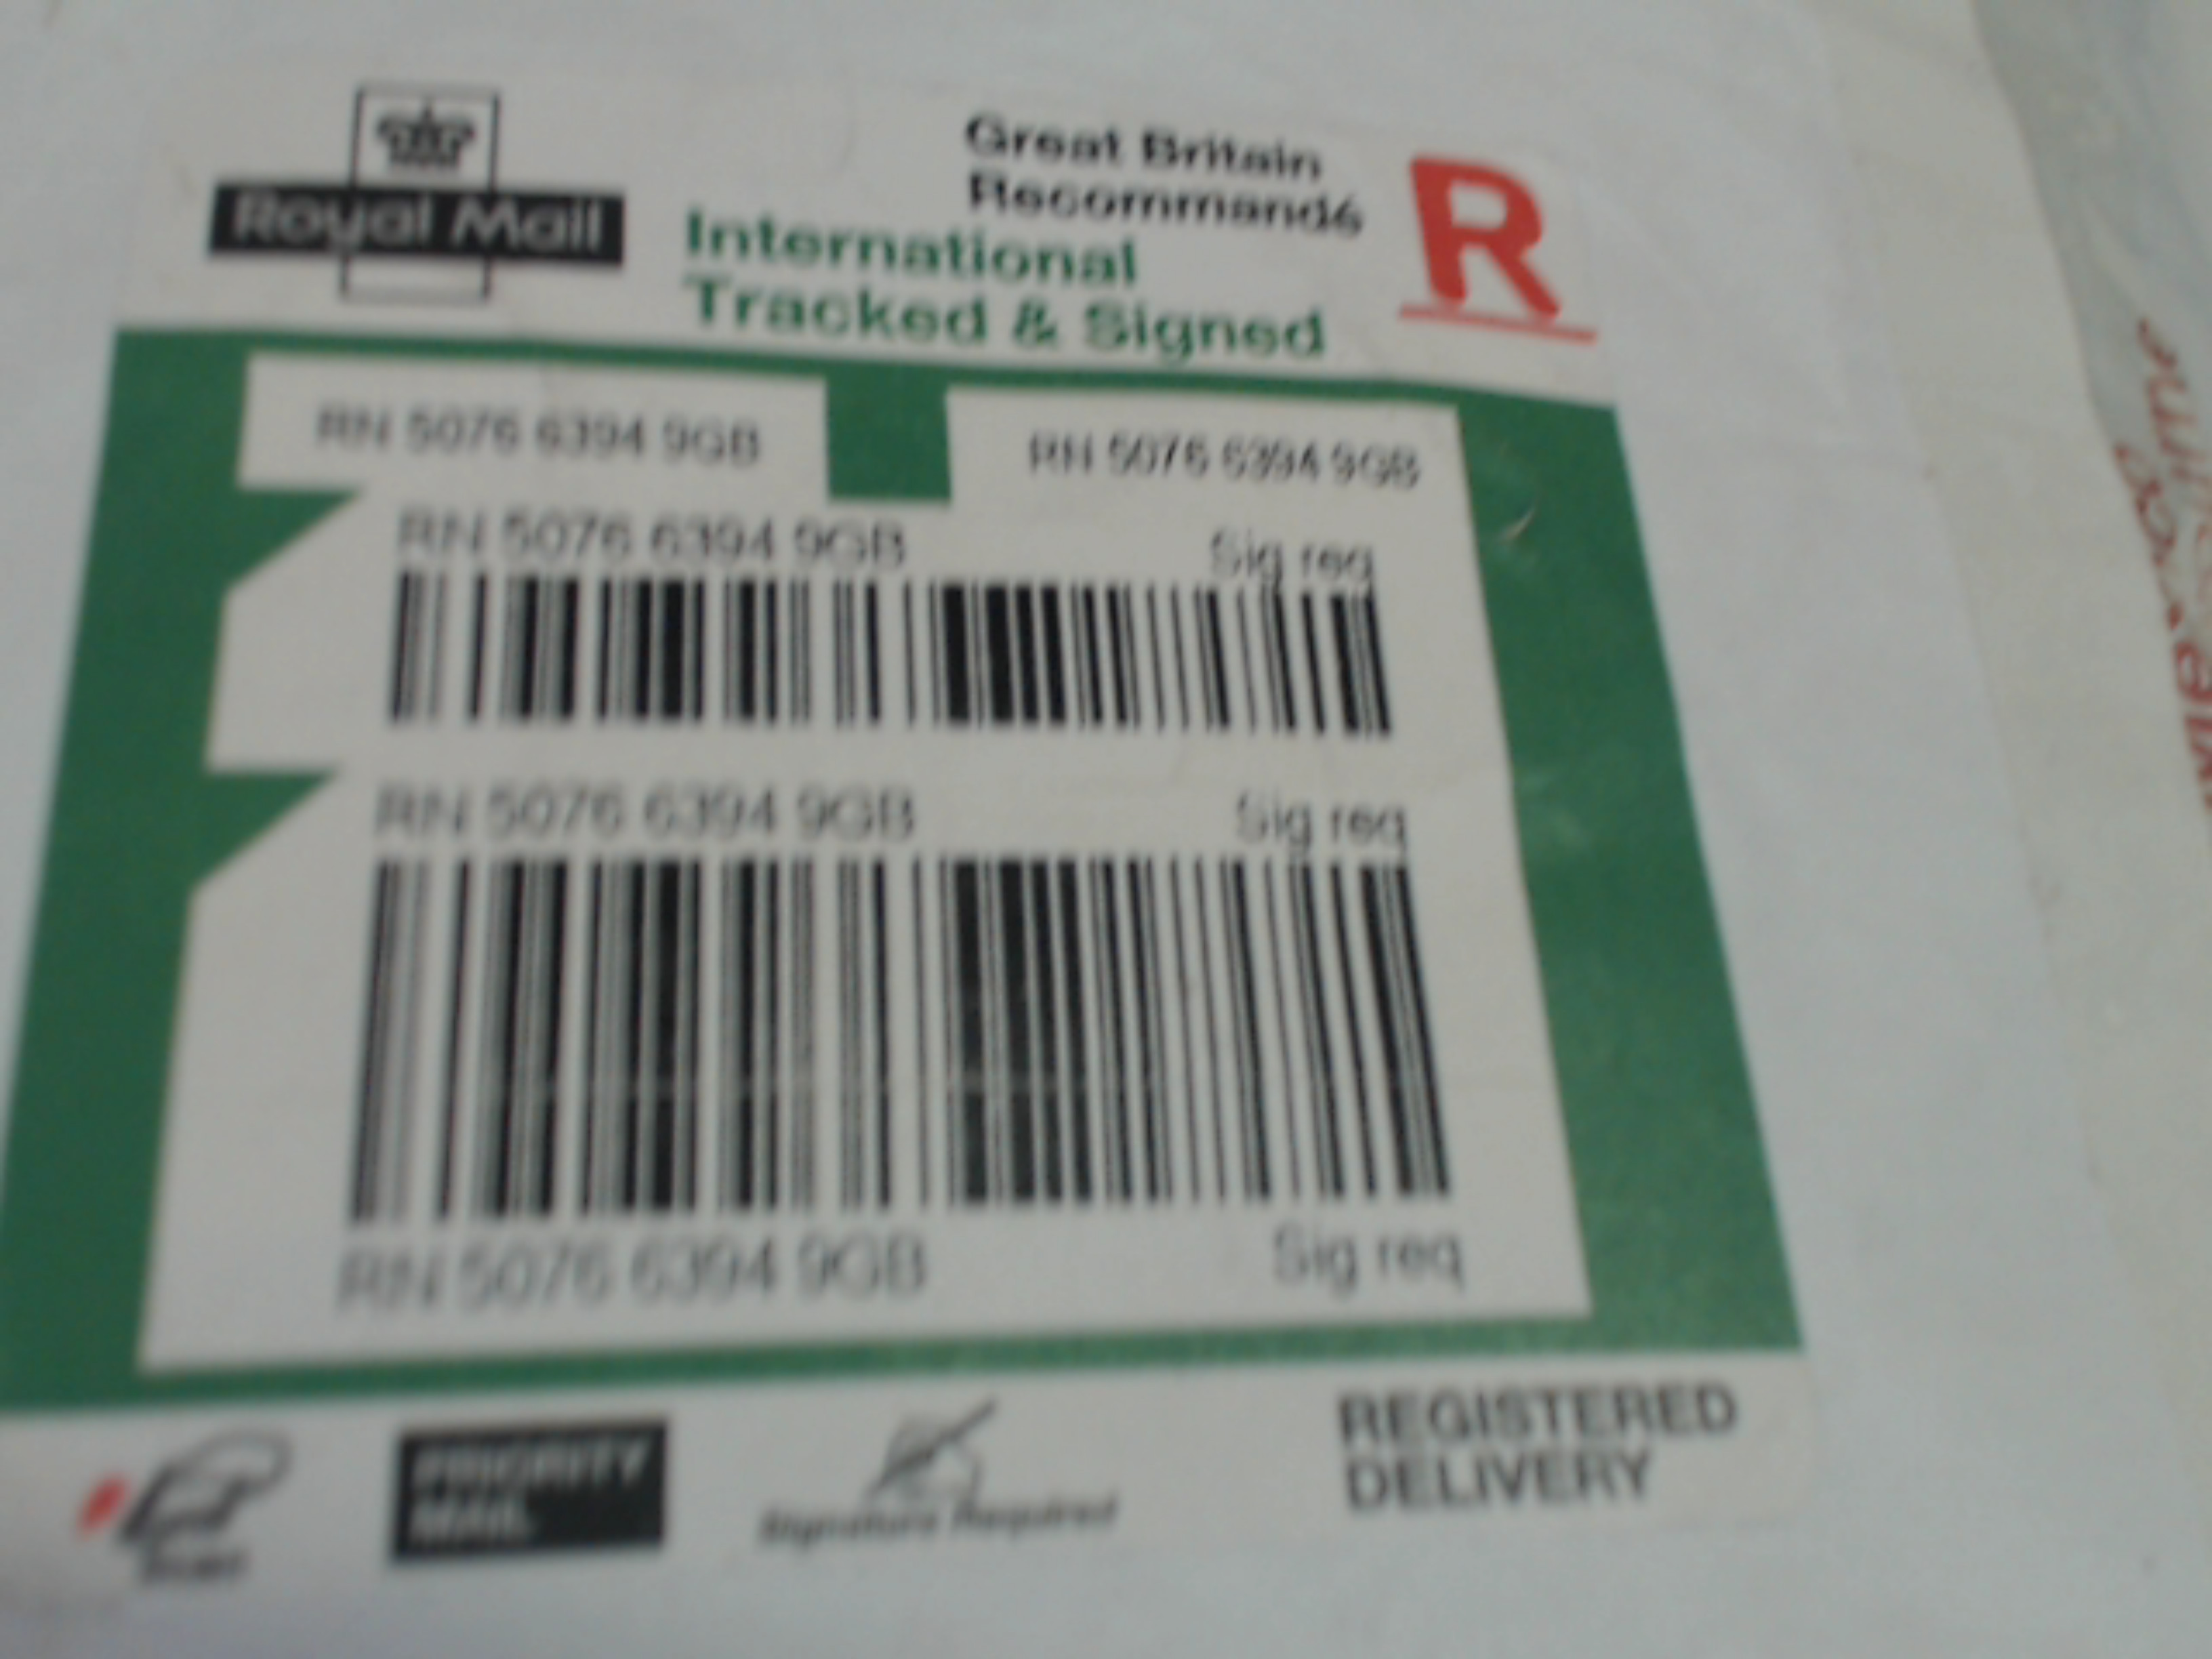 Royal Mail
Great Britain
Recommandé
R
International
Tracked & Signed
RN 5076 6394 9GB
RN 5076 6394 9GB
RN 5076 6394 9GB Sig req
RN 5076 6394 9GB Sig req
RN 5076 6394 9GB Sig req
PRIORITY
MAIL
Signature Required
REGISTERED
DELIVERY